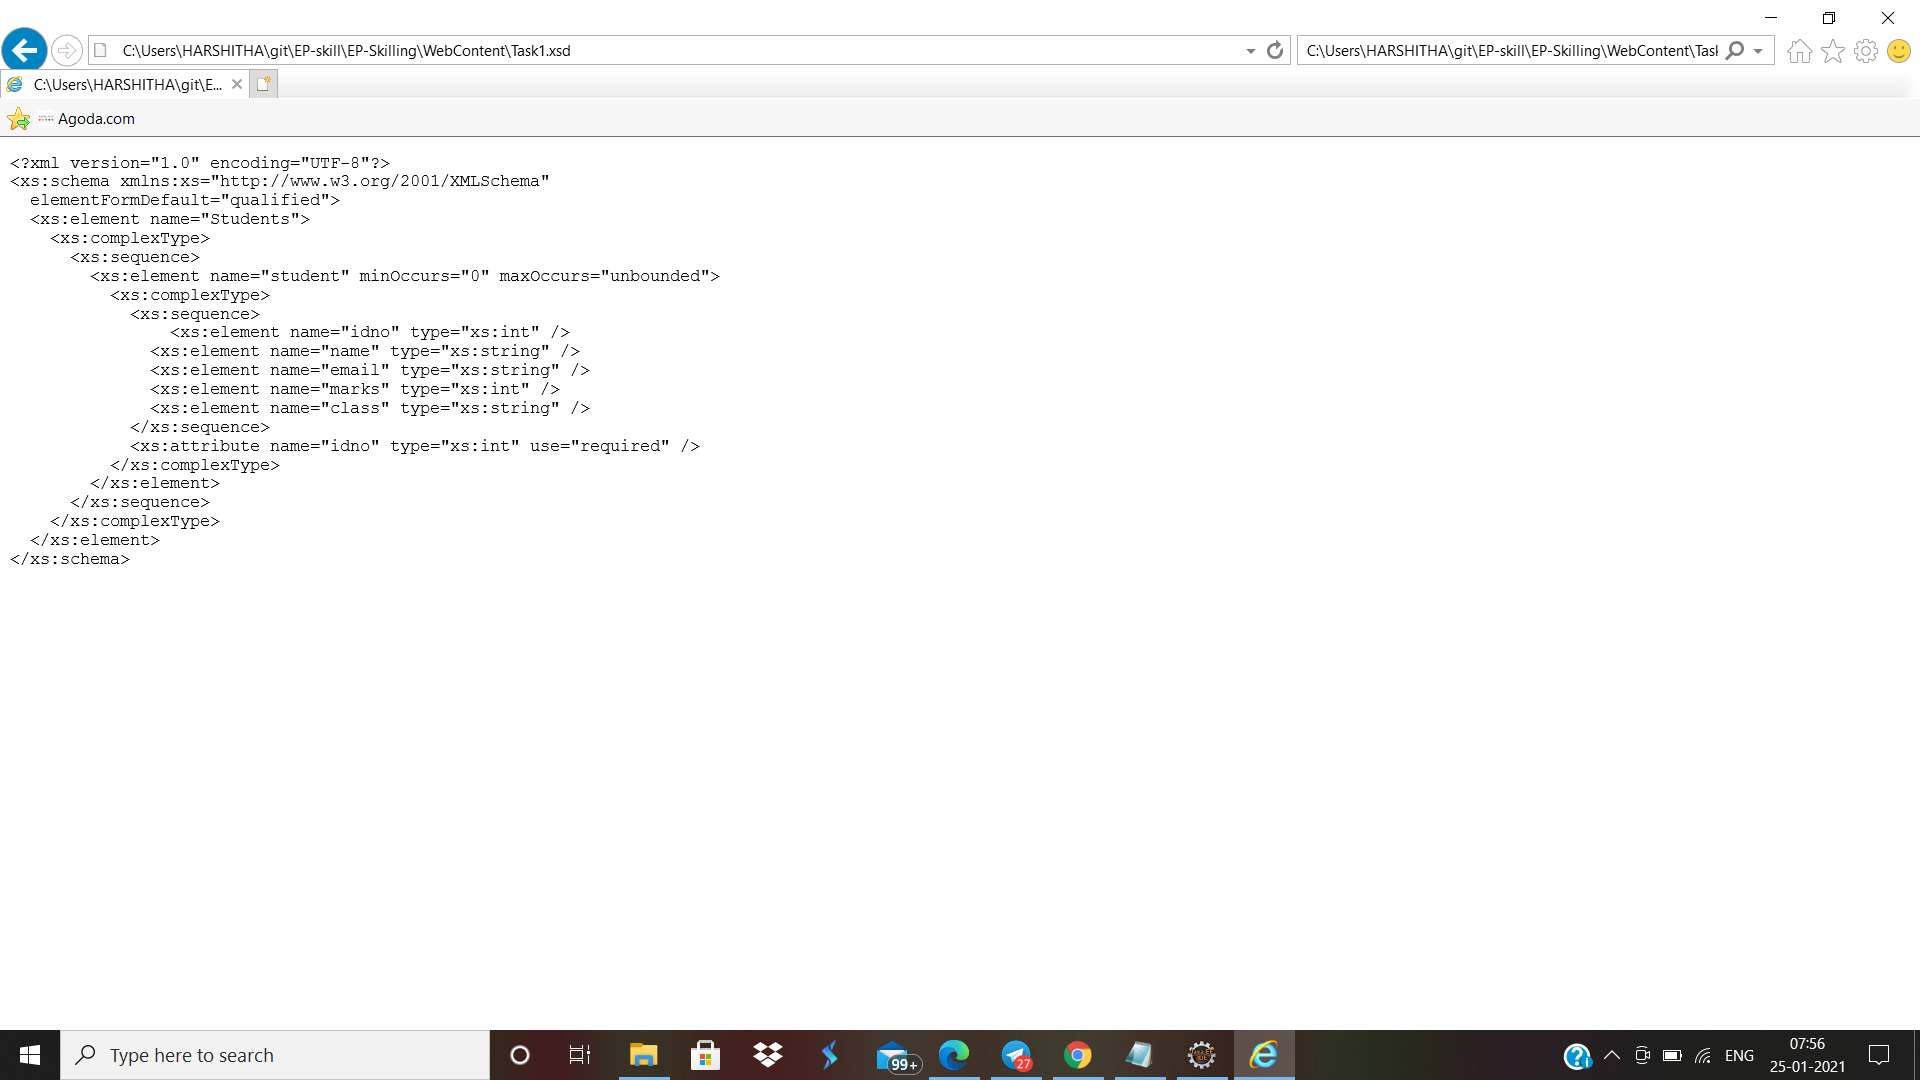 C:\Users\HARSHITHA\git\EP-skill\EP-Skilling\WebContent\Task1.xsd
C:\Users\HARSHITHA\git\EP-skill\EP-Skilling\WebContent\Task
C:\Users\HARSHITHA\git\E...
Agoda.com
<?xml version="1.0" encoding="UTF-8"?>
<xs:schema xmlns:xs="http://www.w3.org/2001/XMLSchema"
  elementFormDefault="qualified">
  <xs:element name="Students">
    <xs:complexType>
      <xs:sequence>
        <xs:element name="student" minOccurs="0" maxOccurs="unbounded">
          <xs:complexType>
            <xs:sequence>
                <xs:element name="idno" type="xs:int" />
              <xs:element name="name" type="xs:string" />
              <xs:element name="email" type="xs:string" />
              <xs:element name="marks" type="xs:int" />
              <xs:element name="class" type="xs:string" />
            </xs:sequence>
            <xs:attribute name="idno" type="xs:int" use="required" />
          </xs:complexType>
        </xs:element>
      </xs:sequence>
    </xs:complexType>
  </xs:element>
</xs:schema>
Type here to search
99+
27
ENG
07:56
25-01-2021